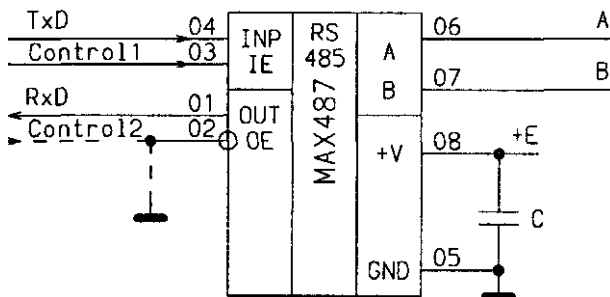 TxD 04 INP RS 06 A
Control1 03 IE 485 A
RxD 01 OUT B 07 B
Control2 02 OE MAX487 +V 08 +E
C
GND 05